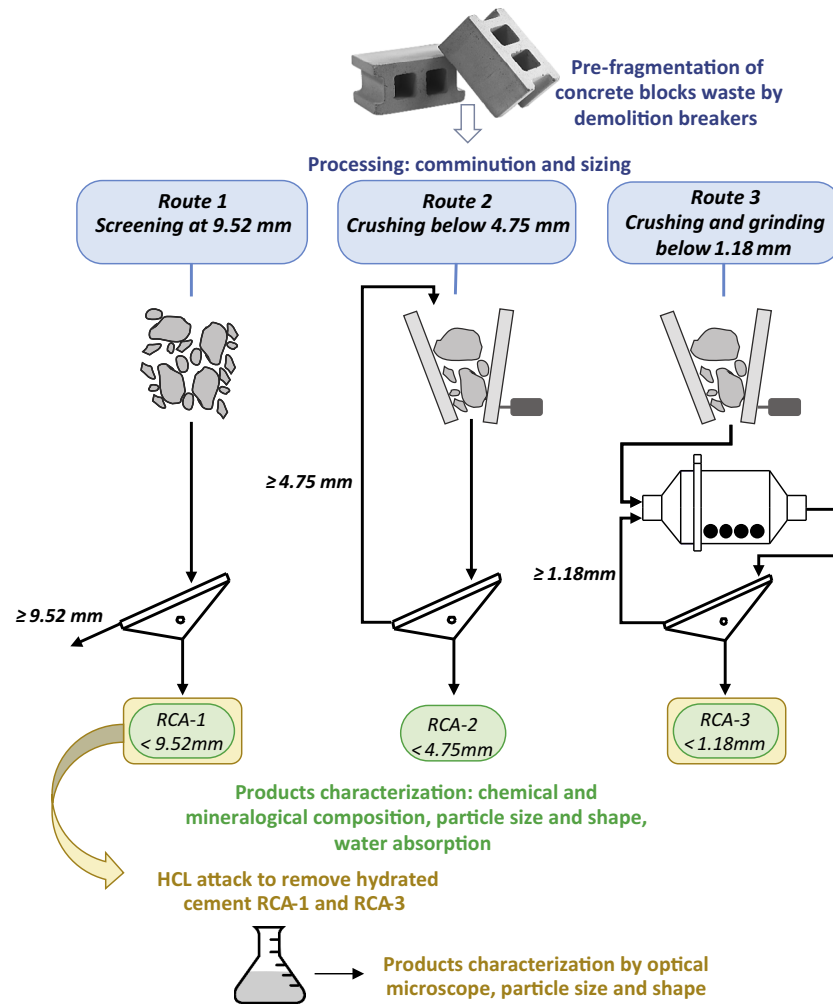 Pre-fragmentation of
concrete blocks waste by
demolition breakers
Processing: comminution and sizing
Route 1
Screening at 9.52 mm
Route 2
Crushing below 4.75 mm
Route 3
Crushing and grinding
below 1.18 mm
≥ 4.75 mm
≥ 1.18mm
≥ 9.52 mm
RCA-1
< 9.52mm
RCA-2
< 4.75mm
RCA-3
< 1.18mm
Products characterization: chemical and
mineralogical composition, particle size and shape,
water absorption
HCL attack to remove hydrated
cement RCA-1 and RCA-3
Products characterization by optical
microscope, particle size and shape